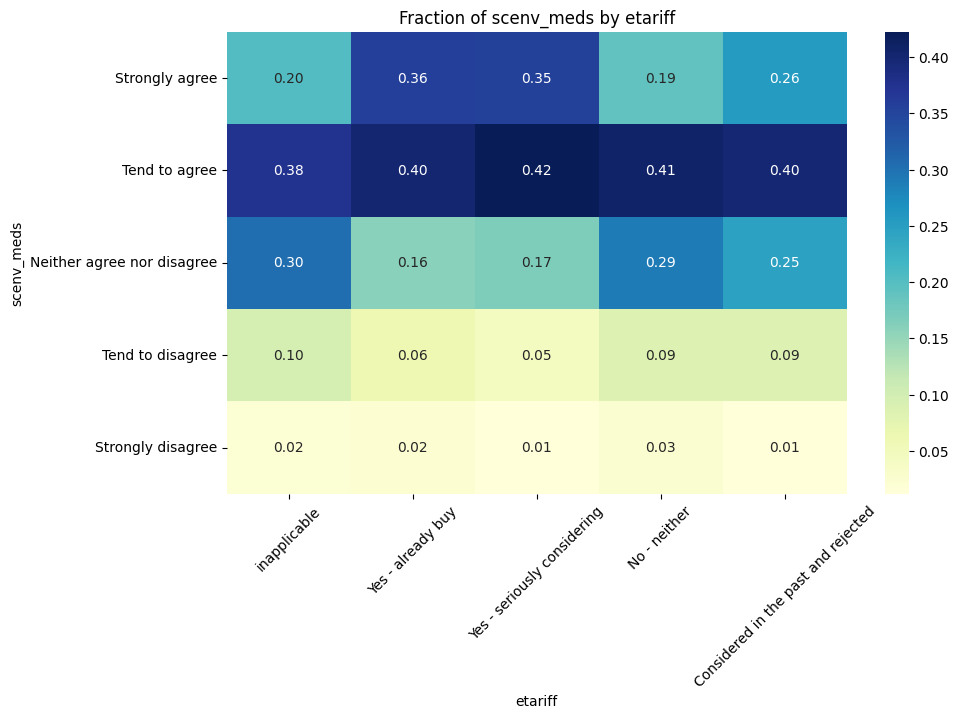 Fraction of scenv_meds by etariff
scenv_meds
Strongly agree
0.20 0.36 0.35 0.19 0.26
Tend to agree
0.38 0.40 0.42 0.41 0.40
Neither agree nor disagree
0.30 0.16 0.17 0.29 0.25
Tend to disagree
0.10 0.06 0.05 0.09 0.09
Strongly disagree
0.02 0.02 0.01 0.03 0.01
inapplicable
Yes - already buy
Yes - seriously considering
No - neither
Considered in the past and rejected
etariff
0.40
0.35
0.30
0.25
0.20
0.15
0.10
0.05